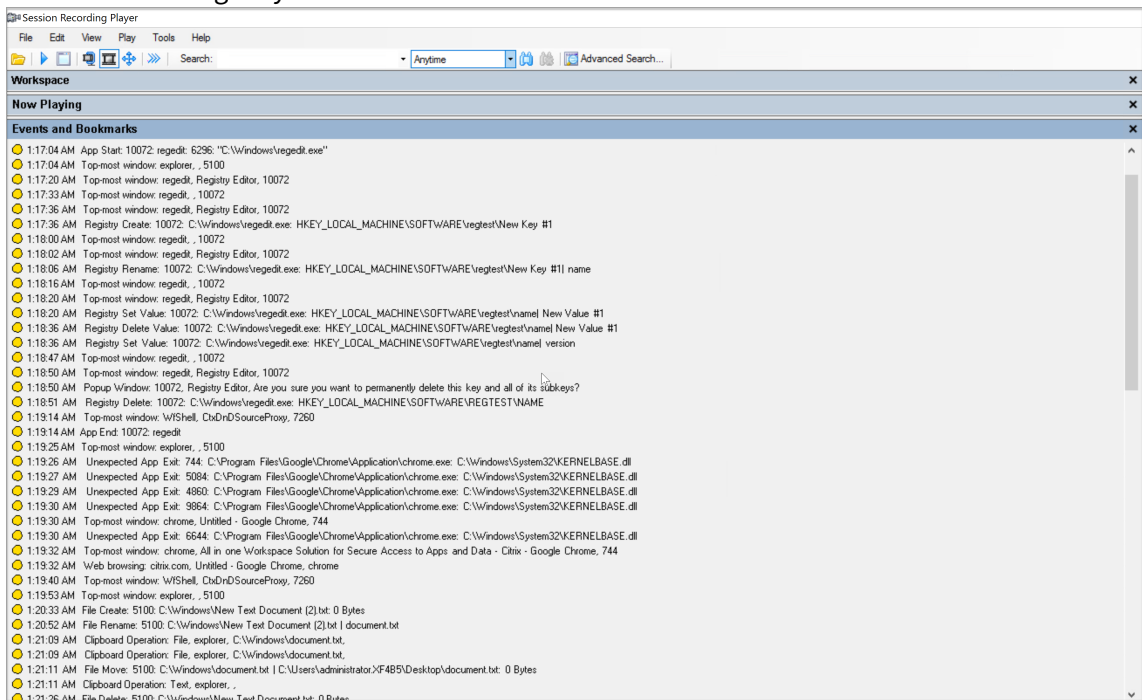 Session Recording Player
File Edit View Play Tools Help
Search: Anytime Advanced Search...
Workspace
Now Playing
Events and Bookmarks
1:17:04 AM App Start: 10072: regedit: 6296: "C:\Windows\regedit.exe"
1:17:04 AM Top-most window: explorer, , 5100
1:17:20 AM Top-most window: regedit, Registry Editor, 10072
1:17:33 AM Top-most window: regedit, , 10072
1:17:36 AM Top-most window: regedit, Registry Editor, 10072
1:17:36 AM Registry Create: 10072: C:\Windows\regedit.exe: HKEY_LOCAL_MACHINE\SOFTWARE\regtest\New Key #1
1:18:00 AM Top-most window: regedit, , 10072
1:18:02 AM Top-most window: regedit, Registry Editor, 10072
1:18:06 AM Registry Rename: 10072: C:\Windows\regedit.exe: HKEY_LOCAL_MACHINE\SOFTWARE\regtest\New Key #1| name
1:18:16 AM Top-most window: regedit, , 10072
1:18:20 AM Top-most window: regedit, Registry Editor, 10072
1:18:20 AM Registry Set Value: 10072: C:\Windows\regedit.exe: HKEY_LOCAL_MACHINE\SOFTWARE\regtest\name| New Value #1
1:18:36 AM Registry Delete Value: 10072: C:\Windows\regedit.exe: HKEY_LOCAL_MACHINE\SOFTWARE\regtest\name| New Value #1
1:18:36 AM Registry Set Value: 10072: C:\Windows\regedit.exe: HKEY_LOCAL_MACHINE\SOFTWARE\regtest\name| version
1:18:47 AM Top-most window: regedit, , 10072
1:18:50 AM Top-most window: regedit, Registry Editor, 10072
1:18:50 AM Popup Window: 10072, Registry Editor, Are you sure you want to permanently delete this key and all of its subkeys?
1:18:51 AM Registry Delete: 10072: C:\Windows\regedit.exe: HKEY_LOCAL_MACHINE\SOFTWARE\REGTEST\NAME
1:19:14 AM Top-most window: WfShell, CtxDnDSourceProxy, 7260
1:19:14 AM App End: 10072: regedit
1:19:25 AM Top-most window: explorer, , 5100
1:19:26 AM Unexpected App Exit: 744: C:\Program Files\Google\Chrome\Application\chrome.exe: C:\Windows\System32\KERNELBASE.dll
1:19:27 AM Unexpected App Exit: 5084: C:\Program Files\Google\Chrome\Application\chrome.exe: C:\Windows\System32\KERNELBASE.dll
1:19:29 AM Unexpected App Exit: 4860: C:\Program Files\Google\Chrome\Application\chrome.exe: C:\Windows\System32\KERNELBASE.dll
1:19:30 AM Unexpected App Exit: 9864: C:\Program Files\Google\Chrome\Application\chrome.exe: C:\Windows\System32\KERNELBASE.dll
1:19:30 AM Top-most window: chrome, Untitled - Google Chrome, 744
1:19:30 AM Unexpected App Exit: 6644: C:\Program Files\Google\Chrome\Application\chrome.exe: C:\Windows\System32\KERNELBASE.dll
1:19:32 AM Top-most window: chrome, All in one Workspace Solution for Secure Access to Apps and Data - Citrix - Google Chrome, 744
1:19:32 AM Web browsing: citrix.com, Untitled - Google Chrome, chrome
1:19:40 AM Top-most window: WfShell, CtxDnDSourceProxy, 7260
1:19:53 AM Top-most window: explorer, , 5100
1:20:33 AM File Create: 5100: C:\Windows\New Text Document (2).txt: 0 Bytes
1:20:52 AM File Rename: 5100: C:\Windows\New Text Document (2).txt | document.txt
1:21:09 AM Clipboard Operation: File, explorer, C:\Windows\document.txt,
1:21:09 AM Clipboard Operation: File, explorer, C:\Windows\document.txt,
1:21:11 AM File Move: 5100: C:\Windows\document.txt | C:\Users\administrator.XF4B5\Desktop\document.txt: 0 Bytes
1:21:11 AM Clipboard Operation: Text, explorer, ,
1:21:26 AM File Delete: 5100: C:\Windows\New Text Document.txt: 0 Bytes